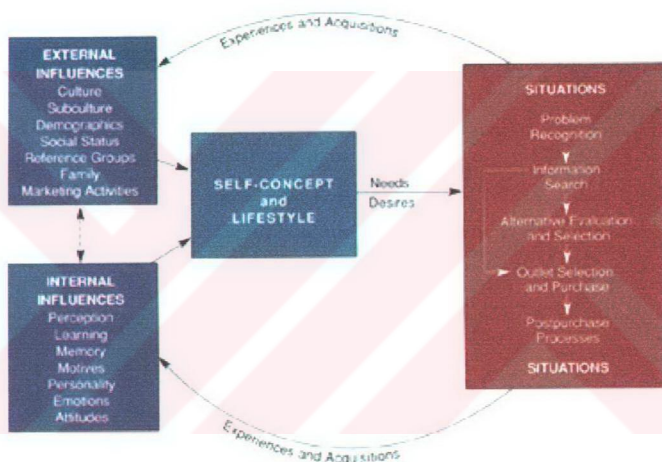 Experiences and Acquisitions
EXTERNAL
INFLUENCES
Culture
Subculture
Demographics
Social Status
Reference Groups
Family
Marketing Activities
INTERNAL
INFLUENCES
Perception
Learning
Memory
Motives
Personality
Emotions
Attitudes
SELF-CONCEPT
and
LIFESTYLE
Needs
Desires
SITUATIONS
Problem
Recognition
Information
Search
Alternative Evaluation
and Selection
Outlet Selection
and Purchase
Postpurchase
Processes
SITUATIONS
Experiences and Acquisitions